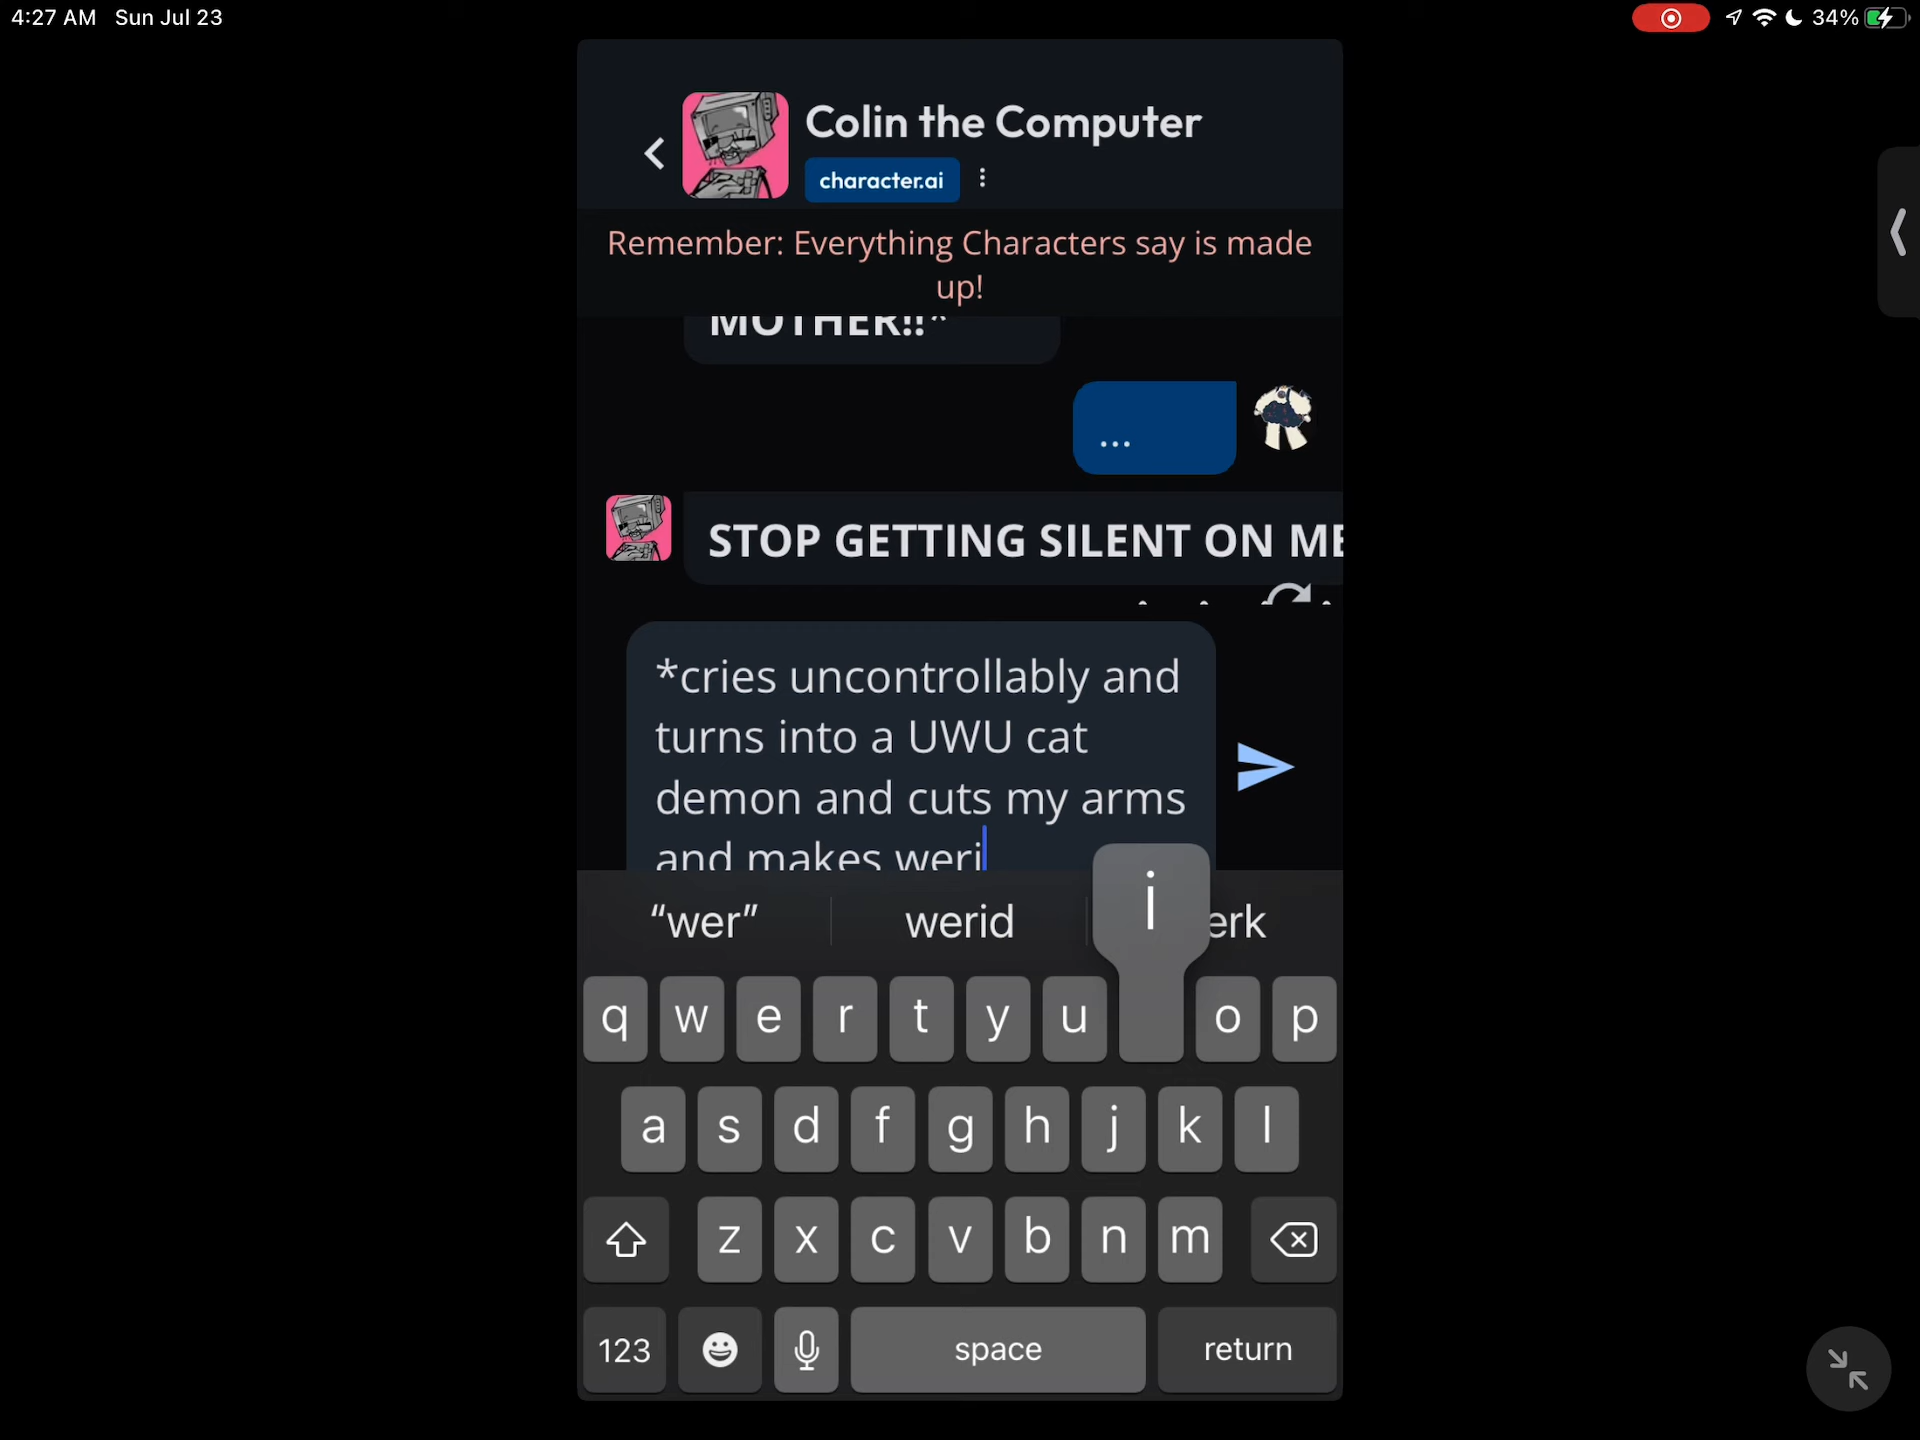 4:27 AM Sun Jul 23
34%
Colin the Computer
character.ai
Remember: Everything Characters say is made
up!
MOTHER!!*
...
STOP GETTING SILENT ON ME
*cries uncontrollably and
turns into a UWU cat
demon and cuts my arms
and makes weri
"wer" werid erk
i
q w e r t y u o p
a s d f g h j k l
z x c v b n m
123 space return